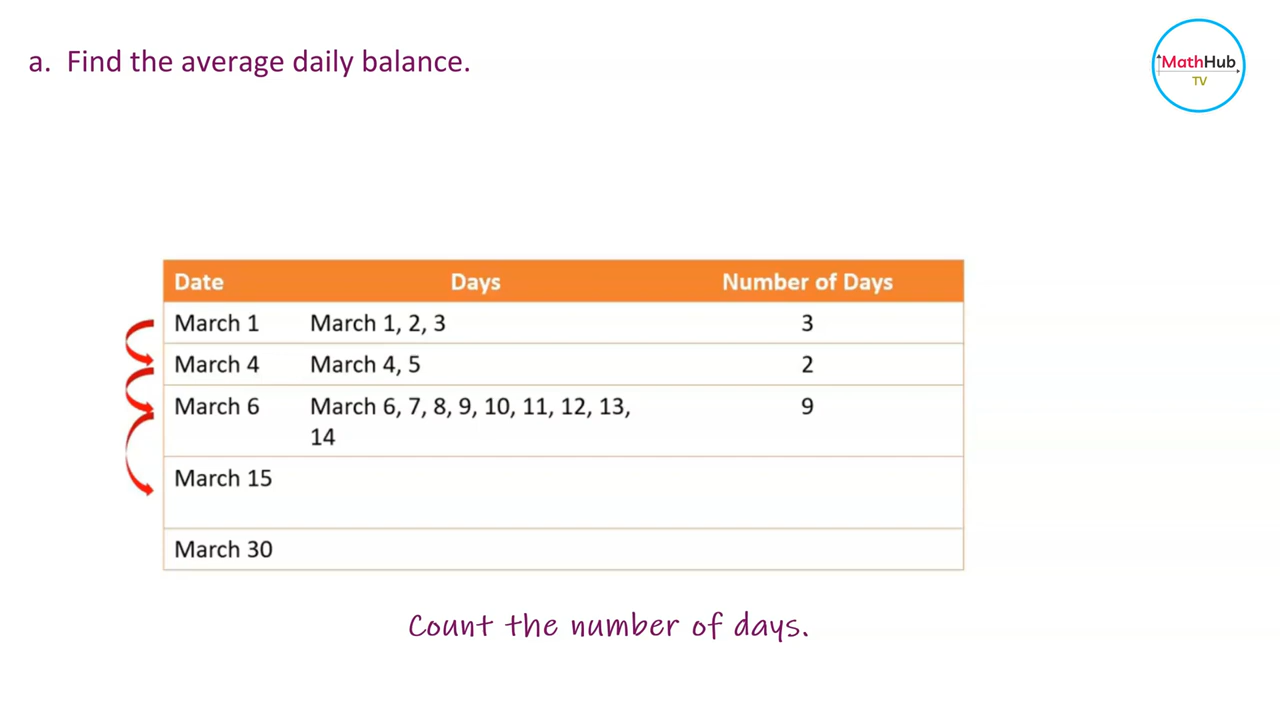 a. Find the average daily balance.
MathHub
TV
Date Days Number of Days
March 1 March 1, 2, 3 3
March 4 March 4, 5 2
March 6 March 6, 7, 8, 9, 10, 11, 12, 13, 9
14
March 15
March 30
Count the number of days.